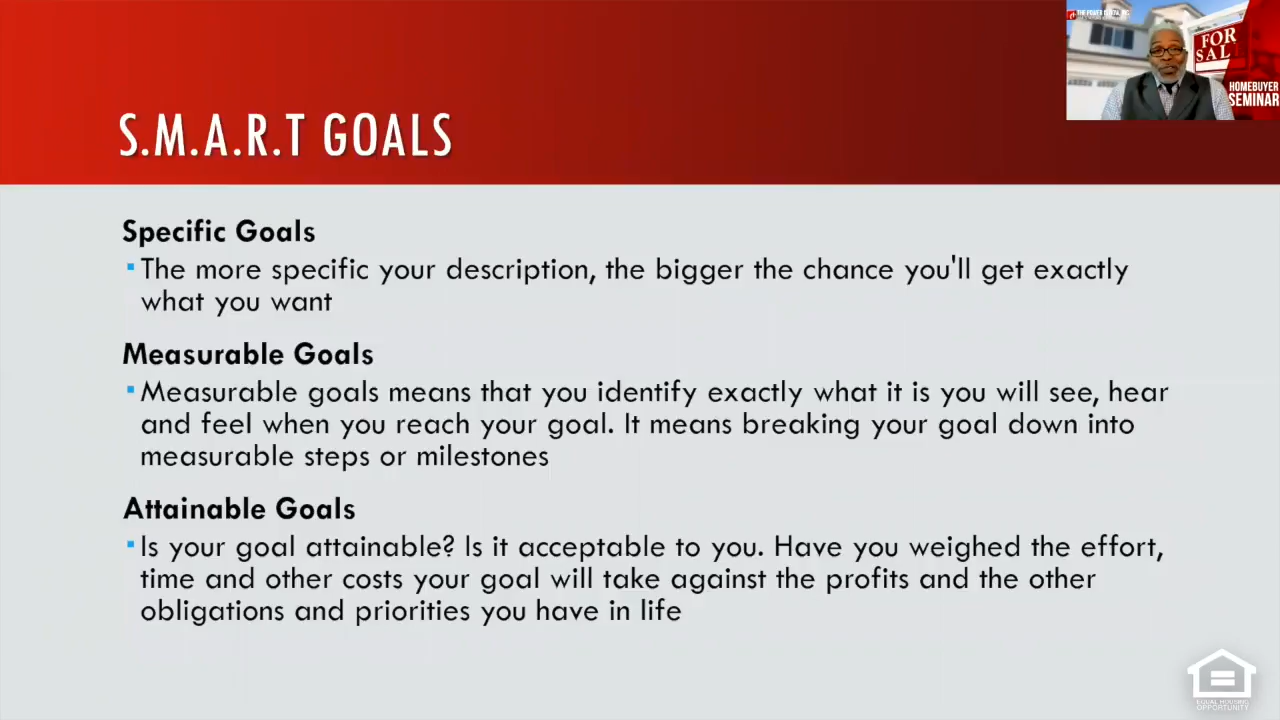 FOR
SAL
HOMEBUYER
SEMINAR
S.M.A.R.T GOALS
Specific Goals
The more specific your description, the bigger the chance you'll get exactly
what you want
Measurable Goals
Measurable goals means that you identify exactly what it is you will see, hear
and feel when you reach your goal. It means breaking your goal down into
measurable steps or milestones
Attainable Goals
Is your goal attainable? Is it acceptable to you. Have you weighed the effort,
time and other costs your goal will take against the profits and the other
obligations and priorities you have in life
EQUAL HOUSING
OPPORTUNITY